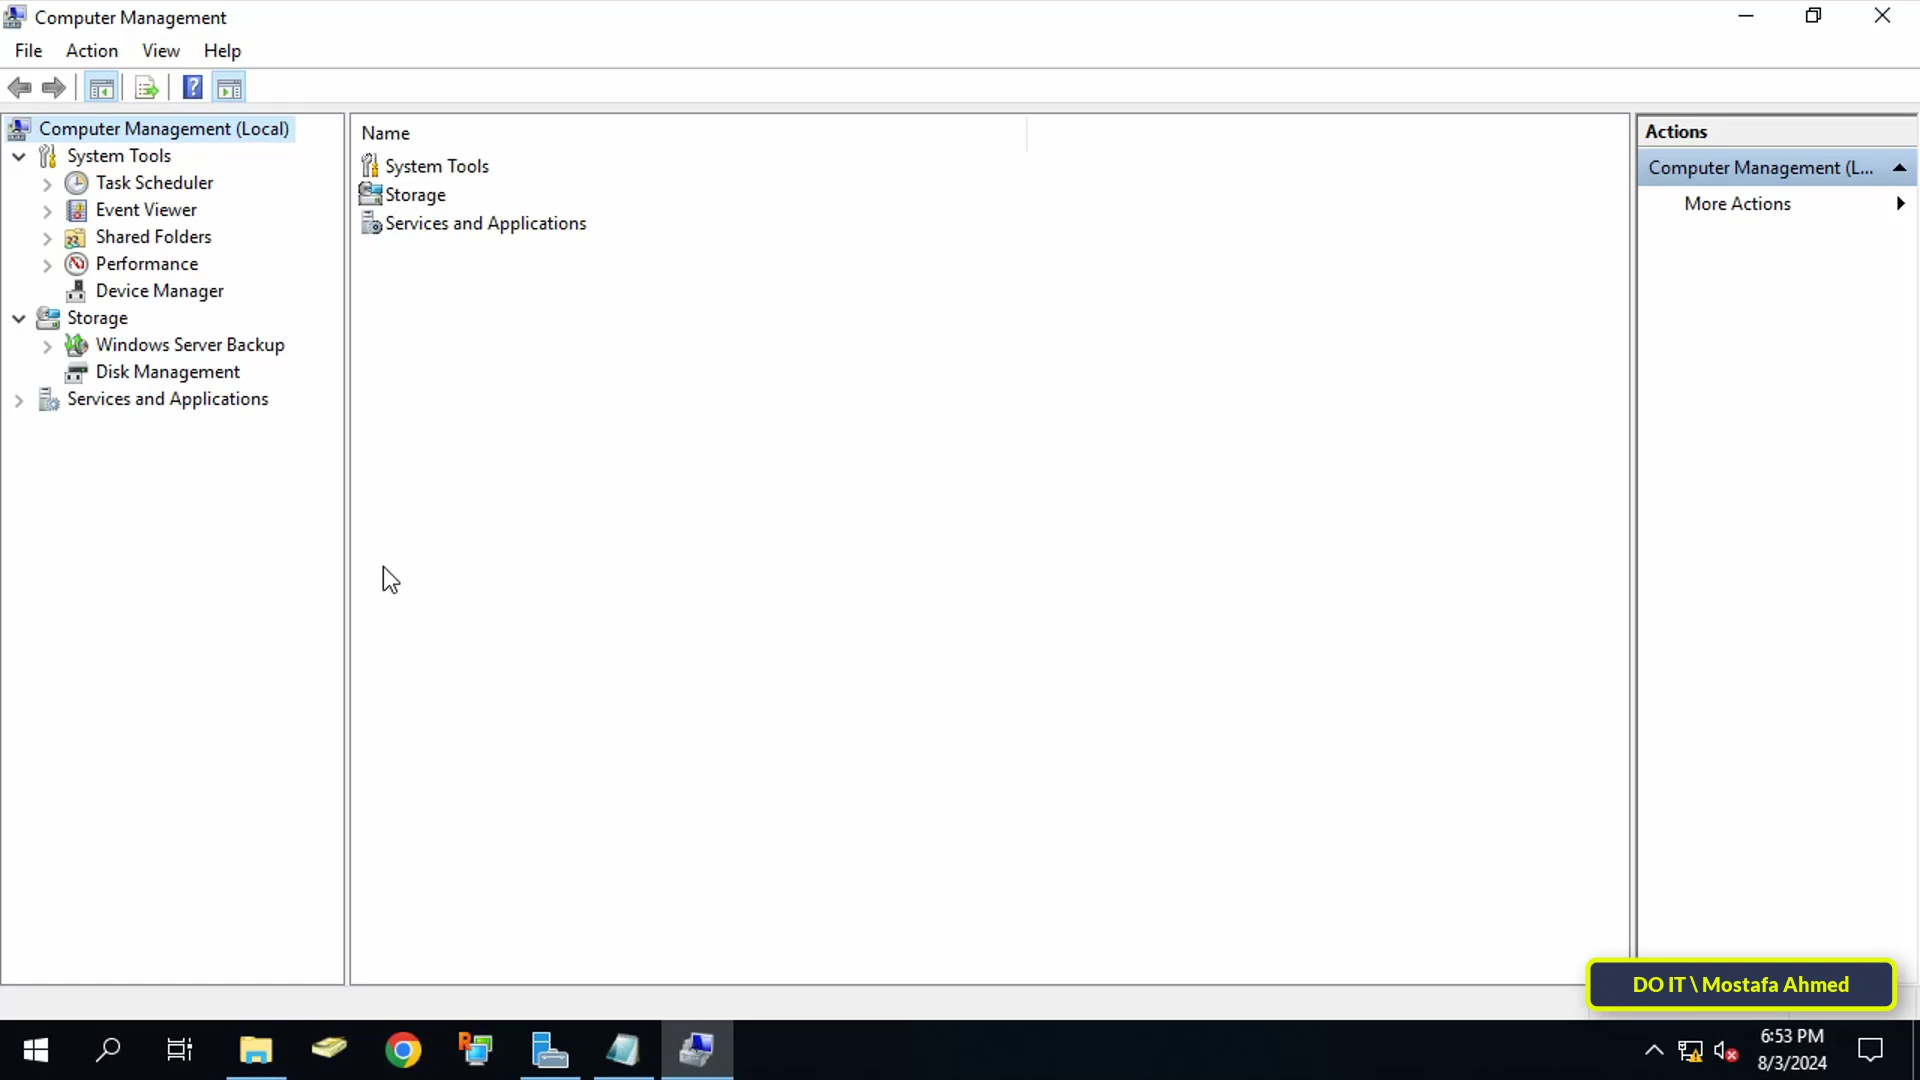 Computer Management
File Action View Help
Computer Management (Local)
System Tools
Task Scheduler
Event Viewer
Shared Folders
Performance
Device Manager
Storage
Windows Server Backup
Disk Management
Services and Applications
Name
System Tools
Storage
Services and Applications
Actions
Computer Management (L...
More Actions
DO IT \ Mostafa Ahmed
6:53 PM
8/3/2024